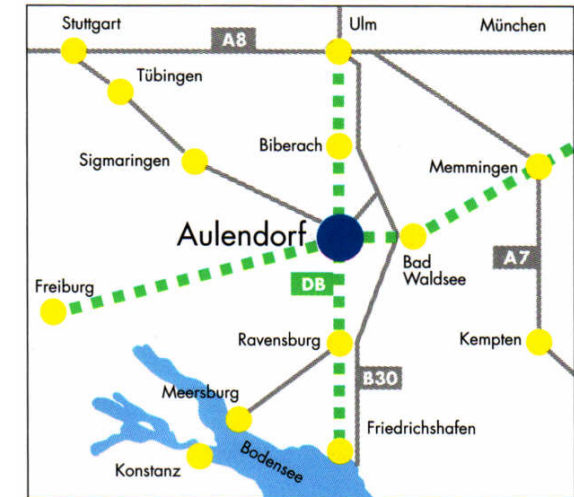 Stuttgart
Ulm
München
A8
Tübingen
Biberach
Sigmaringen
Memmingen
Aulendorf
Bad
Waldsee
A7
DB
Freiburg
Ravensburg
Kempten
B30
Meersburg
Friedrichshafen
Bodensee
Konstanz